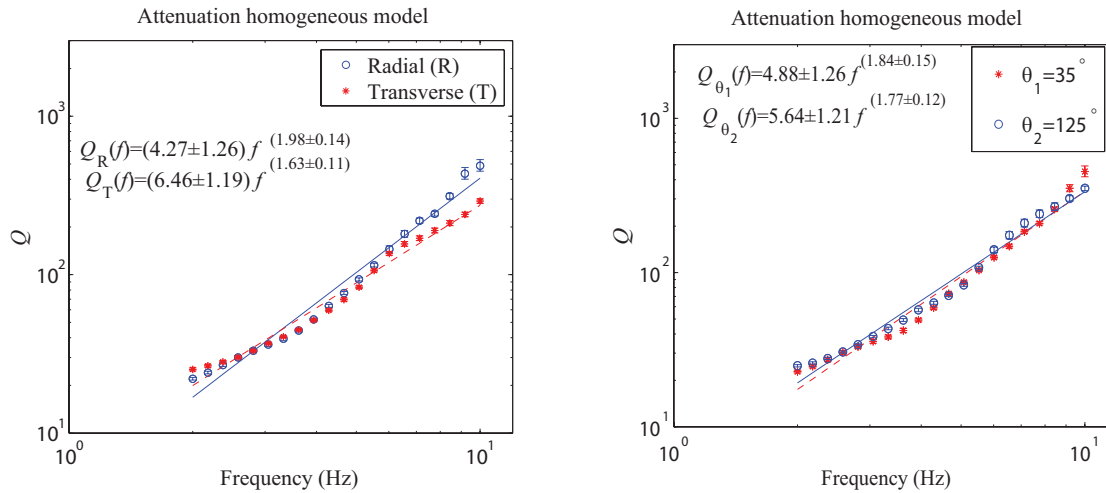 Attenuation homogeneous model
Radial (R)
Transverse (T)
Q_R(f)=(4.27±1.26) f^(1.98±0.14)
Q_T(f)=(6.46±1.19) f^(1.63±0.11)
10^3
Q
10^2
10^1
10^0
10^1
Frequency (Hz)
Attenuation homogeneous model
Q_θ1(f)=4.88±1.26 f^(1.84±0.15)
Q_θ2(f)=5.64±1.21 f^(1.77±0.12)
θ_1=35°
θ_2=125°
10^3
Q
10^2
10^1
10^0
10^1
Frequency (Hz)